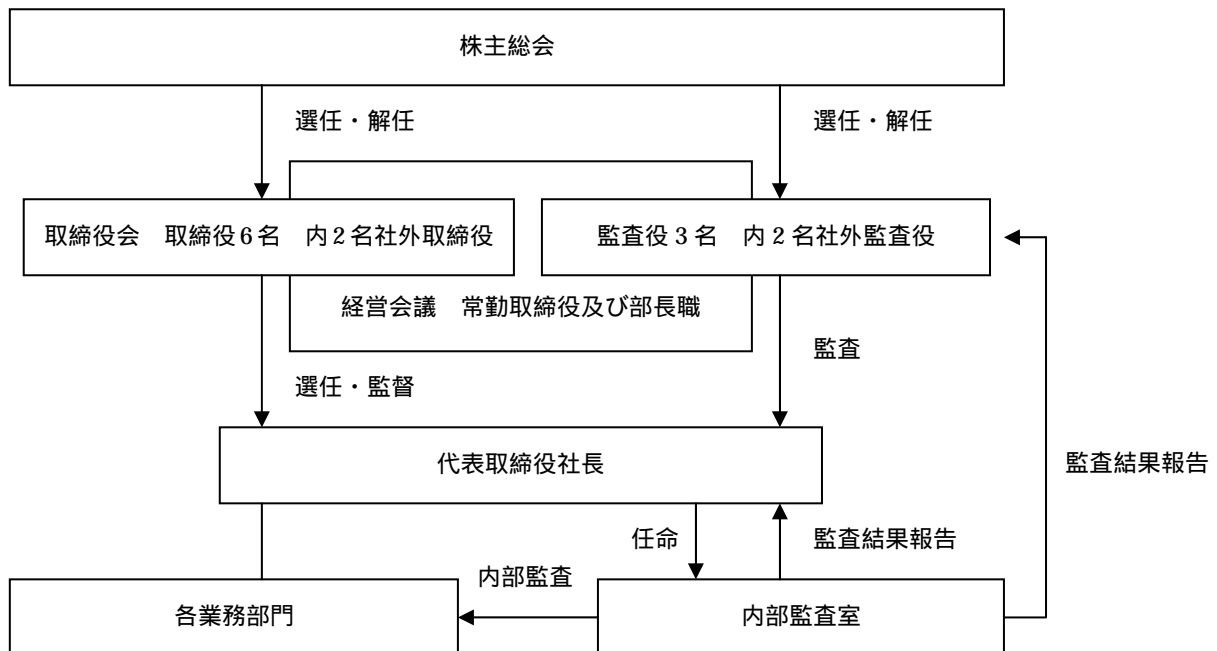 株主総会
選任・解任
選任・解任
取締役会　取締役6名　内2名社外取締役
監査役3名　内2名社外監査役
経営会議　常勤取締役及び部長職
監査
選任・監督
代表取締役社長
監査結果報告
任命
監査結果報告
内部監査
各業務部門
内部監査室